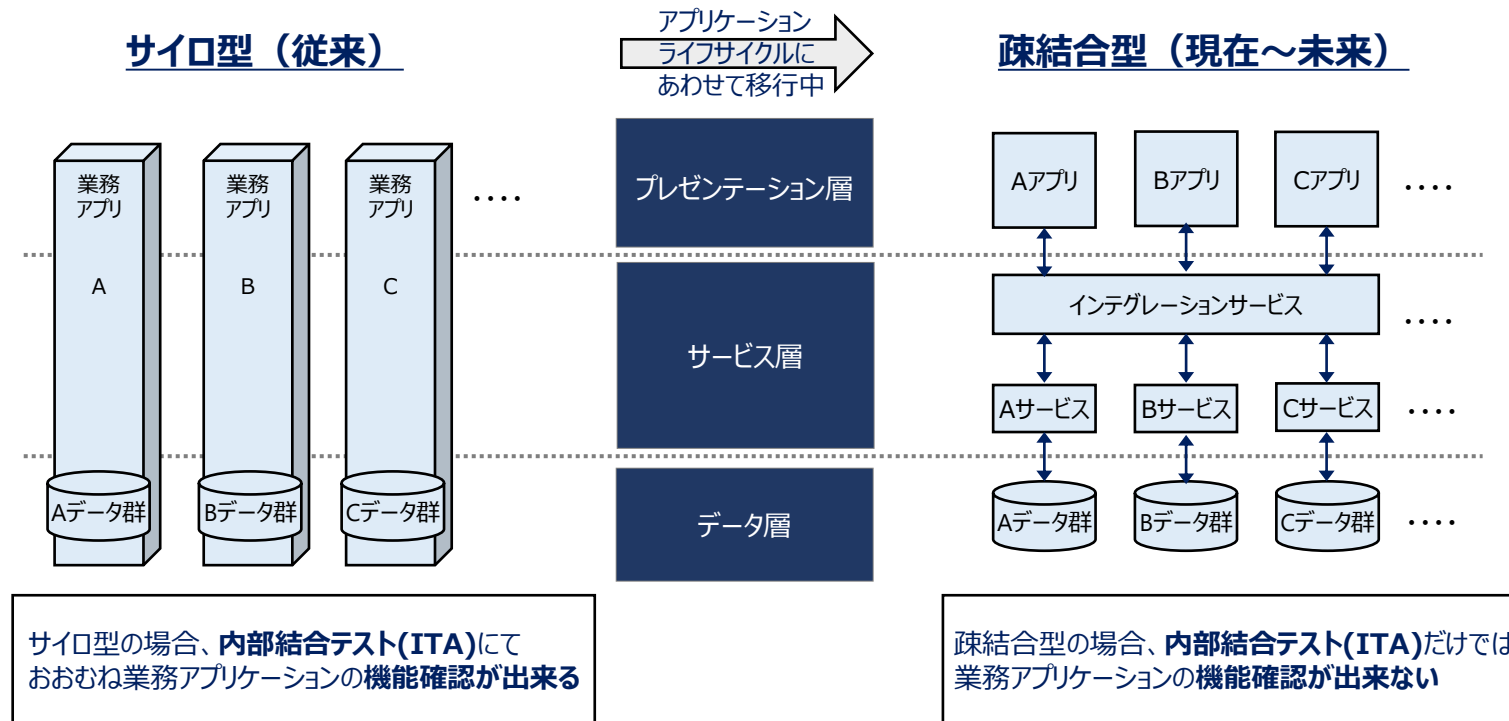 サイロ型（従来）
アプリケーション
ライフサイクルに
あわせて移行中
疎結合型（現在～未来）
業務
アプリ
A
業務
アプリ
B
業務
アプリ
C
････
Aデータ群
Bデータ群
Cデータ群
プレゼンテーション層
サービス層
データ層
Aアプリ
Bアプリ
Cアプリ
････
インテグレーションサービス
････
Aサービス
Bサービス
Cサービス
････
Aデータ群
Bデータ群
Cデータ群
････
サイロ型の場合、内部結合テスト(ITA)にて
おおむね業務アプリケーションの機能確認が出来る
疎結合型の場合、内部結合テスト(ITA)だけでは
業務アプリケーションの機能確認が出来ない